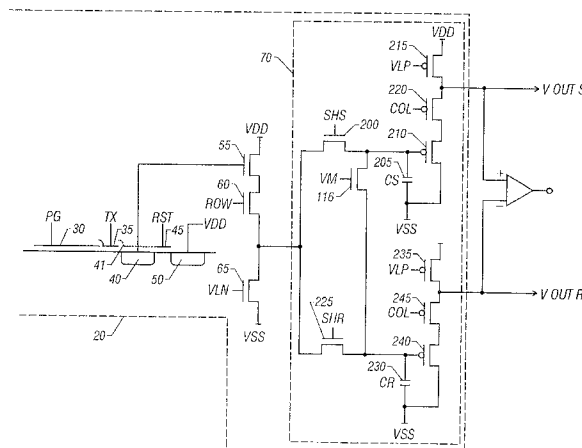 215
VDD
70
VLP
V OUT S
220
COL
SHS
200
210
VDD
55
205
VM
CS
116
60
ROW
VSS
PG
TX
RST
VDD
30
35
45
235
VLP
41
65
V OUT R
40
50
225
245
VLN
SHR
COL
240
20
VSS
230
CR
VSS